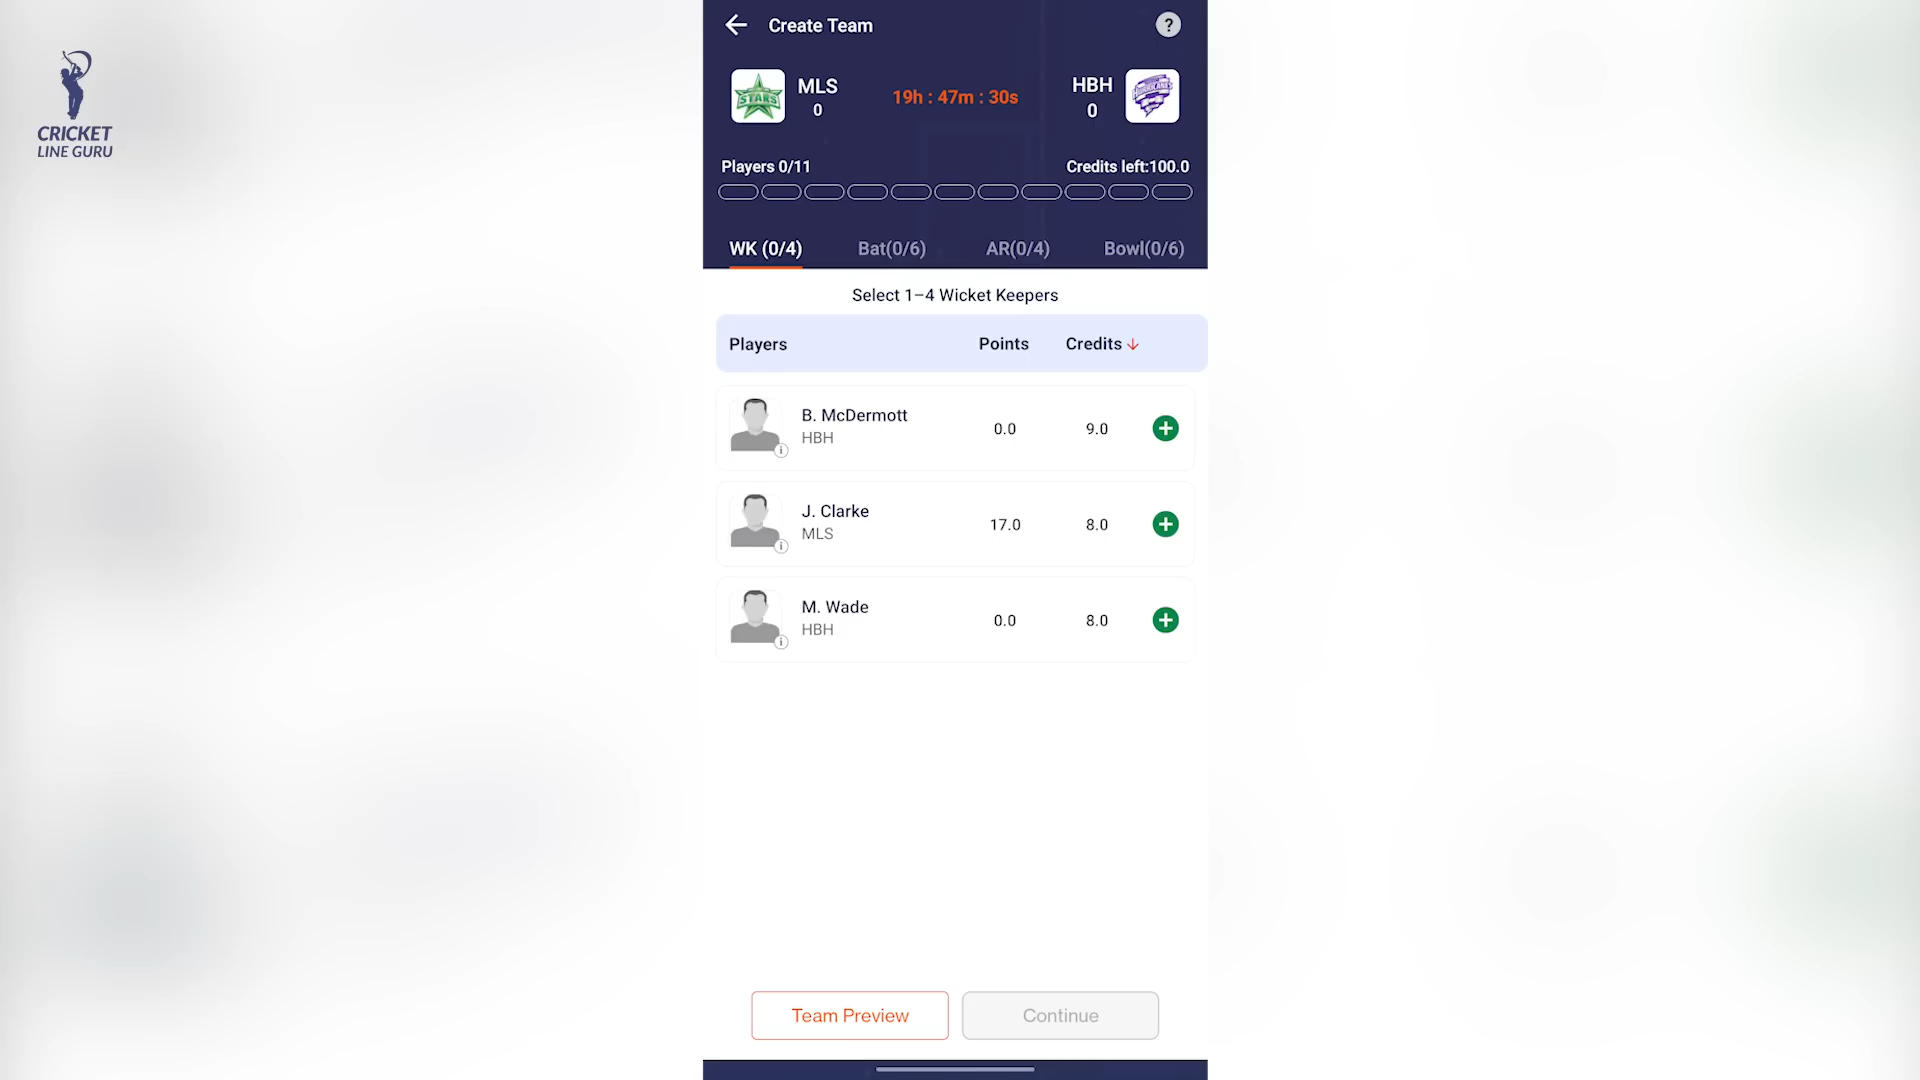 Create Team
?
CRICKET
LINE GURU
STARS
MLS
0
19h : 47m : 30s
HBH
0
HURRICANES
Players 0/11
Credits left:100.0
WK (0/4)
Bat(0/6)
AR(0/4)
Bowl(0/6)
Select 1–4 Wicket Keepers
Players
Points
Credits
B. McDermott
HBH
0.0
9.0
J. Clarke
MLS
17.0
8.0
M. Wade
HBH
0.0
8.0
Team Preview
Continue